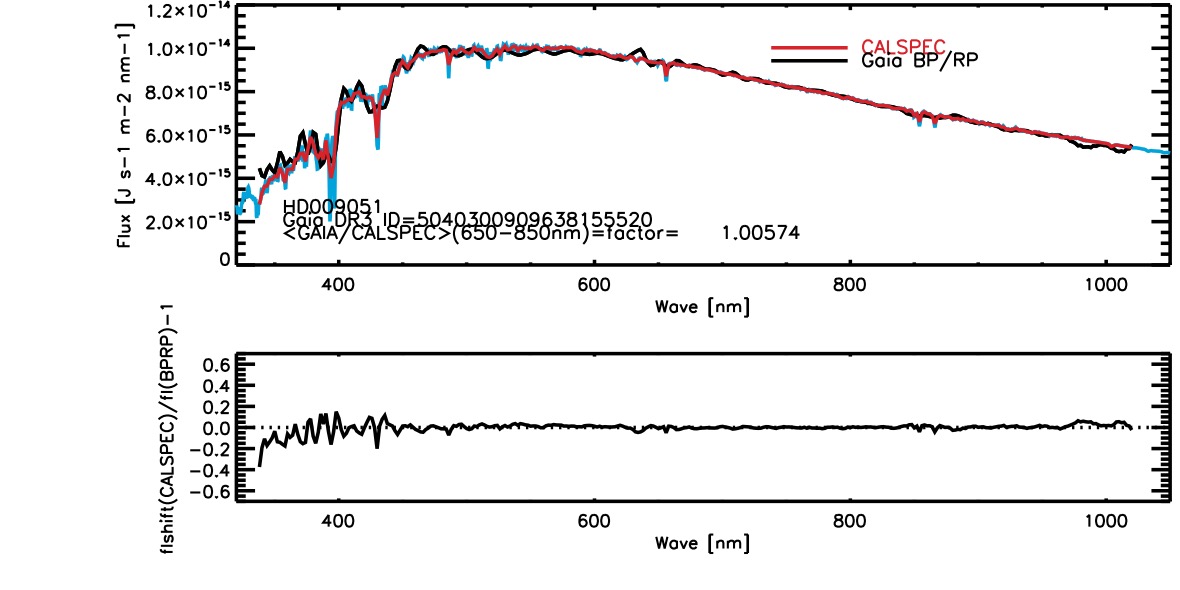 1.2×10⁻¹⁴
1.0×10⁻¹⁴
8.0×10⁻¹⁵
6.0×10⁻¹⁵
4.0×10⁻¹⁵
2.0×10⁻¹⁵
0
Flux [J s−1 m−2 nm−1]
CALSPEC
Gaia BP/RP
HD009051
Gaia DR3 ID=5040300909638155520
<GAIA/CALSPEC>(650−850nm)=factor= 1.00574
400 600 800 1000
Wave [nm]
flshift(CALSPEC)/fl(BPRP)−1
0.6
0.4
0.2
0.0
−0.2
−0.4
−0.6
400 600 800 1000
Wave [nm]